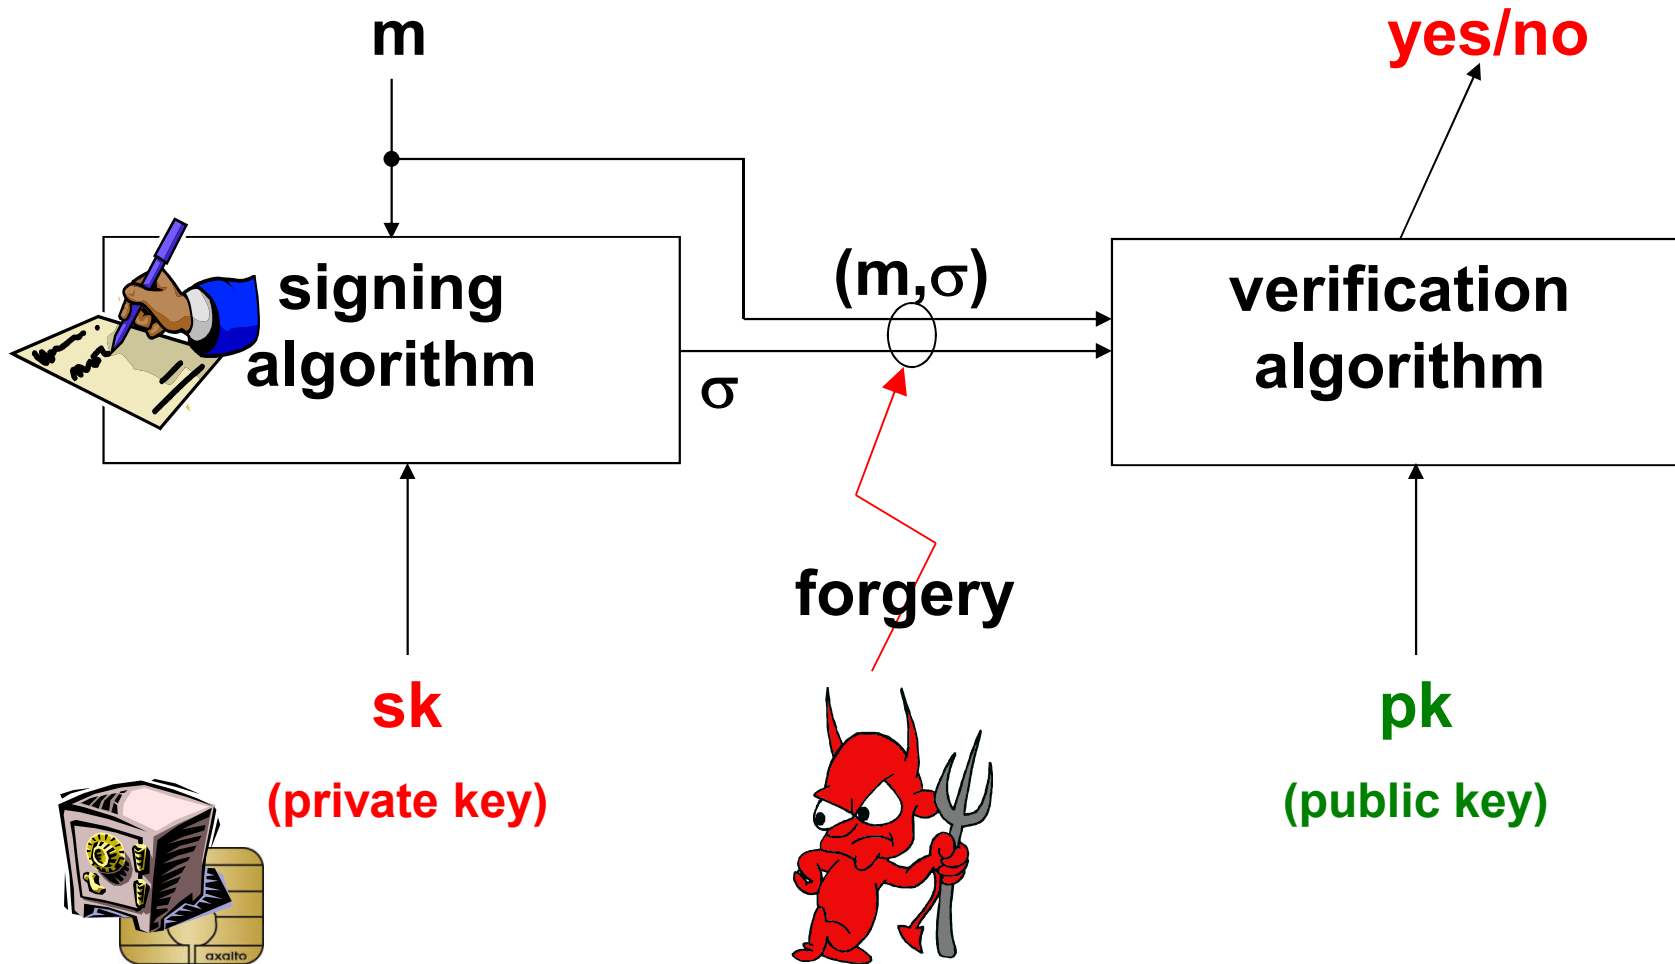 m
yes/no
signing
algorithm
(m,σ)
verification
algorithm
σ
forgery
sk
(private key)
pk
(public key)
axalto